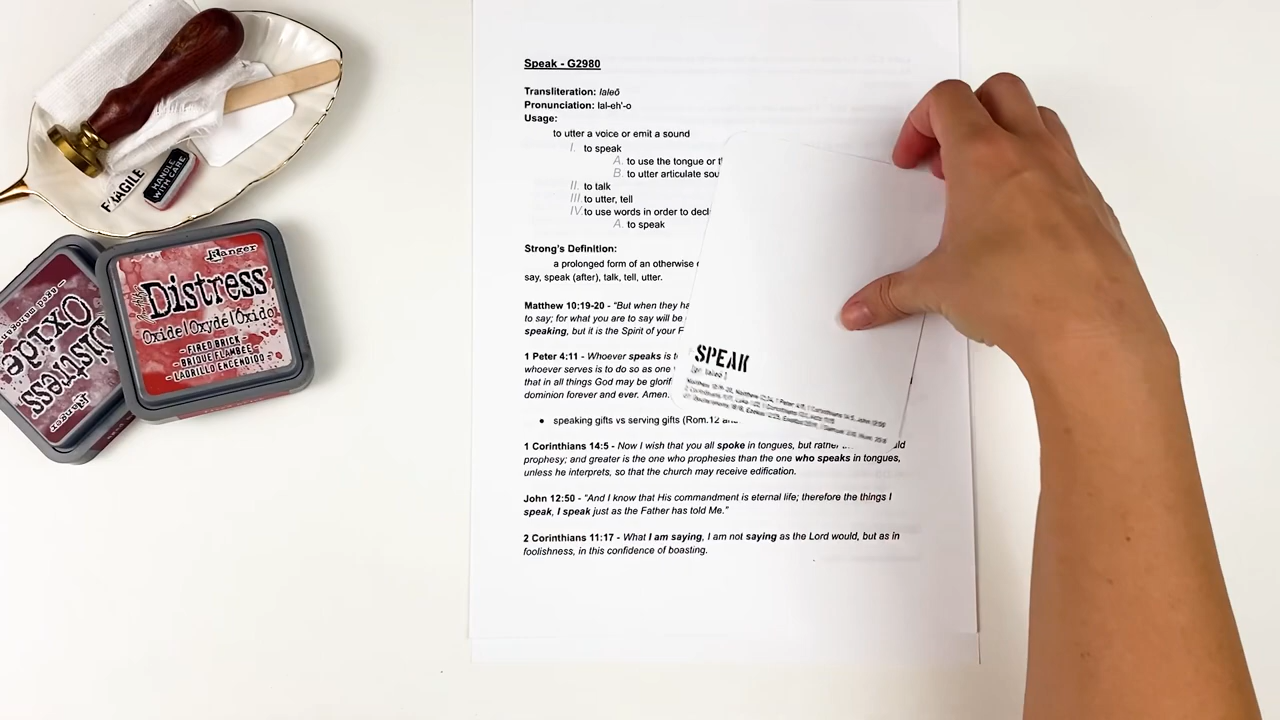 Speak - G2980
Transliteration: laleō
Pronunciation: lal-eh'-o
Usage:
to utter a voice or emit a sound
I. to speak
A. to use the tongue or t
B. to utter articulate sou
II. to talk
III. to utter, tell
IV. to use words in order to decl
A. to speak
Strong's Definition:
a prolonged form of an otherwise
say, speak (after), talk, tell, utter.
Matthew 10:19-20 - "But when they ha
to say; for what you are to say will be
speaking, but it is the Spirit of your F
1 Peter 4:11 - Whoever speaks is t
whoever serves is to do so as one
that in all things God may be glorif
dominion forever and ever. Amen.
• speaking gifts vs serving gifts (Rom.12 and
1 Corinthians 14:5 - Now I wish that you all spoke in tongues, but rather ld
prophesy; and greater is the one who prophesies than the one who speaks in tongues,
unless he interprets, so that the church may receive edification.
John 12:50 - "And I know that His commandment is eternal life; therefore the things I
speak, I speak just as the Father has told Me."
2 Corinthians 11:17 - What I am saying, I am not saying as the Lord would, but as in
foolishness, in this confidence of boasting.
SPEAK
FRAGILE
HANDLE
WITH CARE
Ranger
Distress
Oxide/Oxyde/Óxido
- FIRED BRICK -
- BRIQUE FLAMBÉE -
- LADRILLO ENCENDIDO -
Ranger
Distress
Oxide